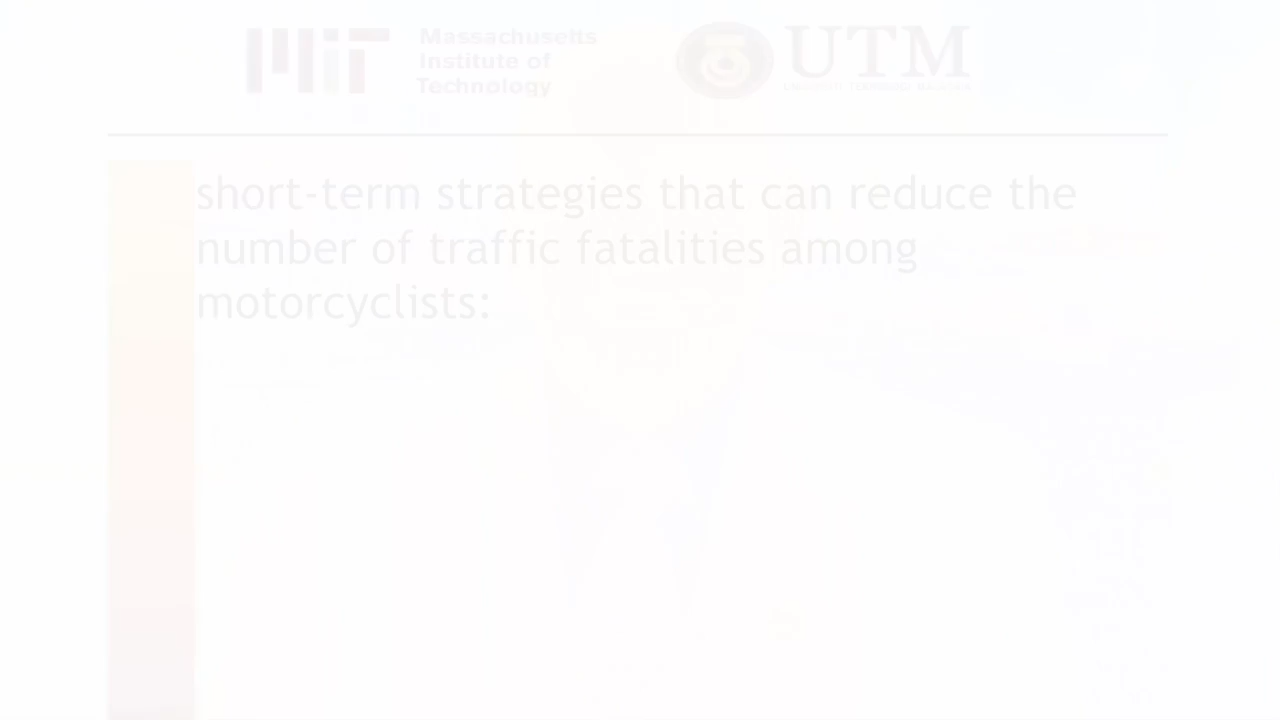 Massachusetts
Institute of
Technology
UTM
short-term strategies that can reduce the
number of traffic fatalities among
motorcyclists: